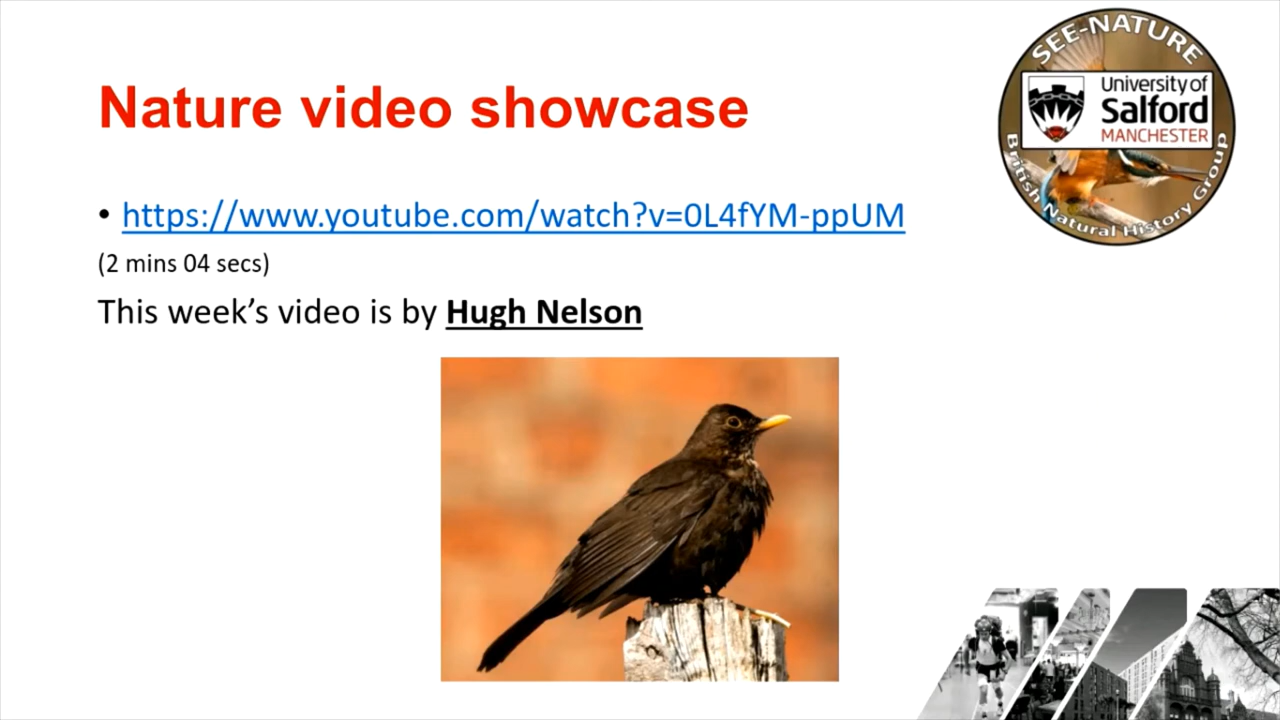 SEE-NATURE
University of
Salford
MANCHESTER
British Natural History Group
Nature video showcase
• https://www.youtube.com/watch?v=0L4fYM-ppUM
(2 mins 04 secs)
This week’s video is by Hugh Nelson